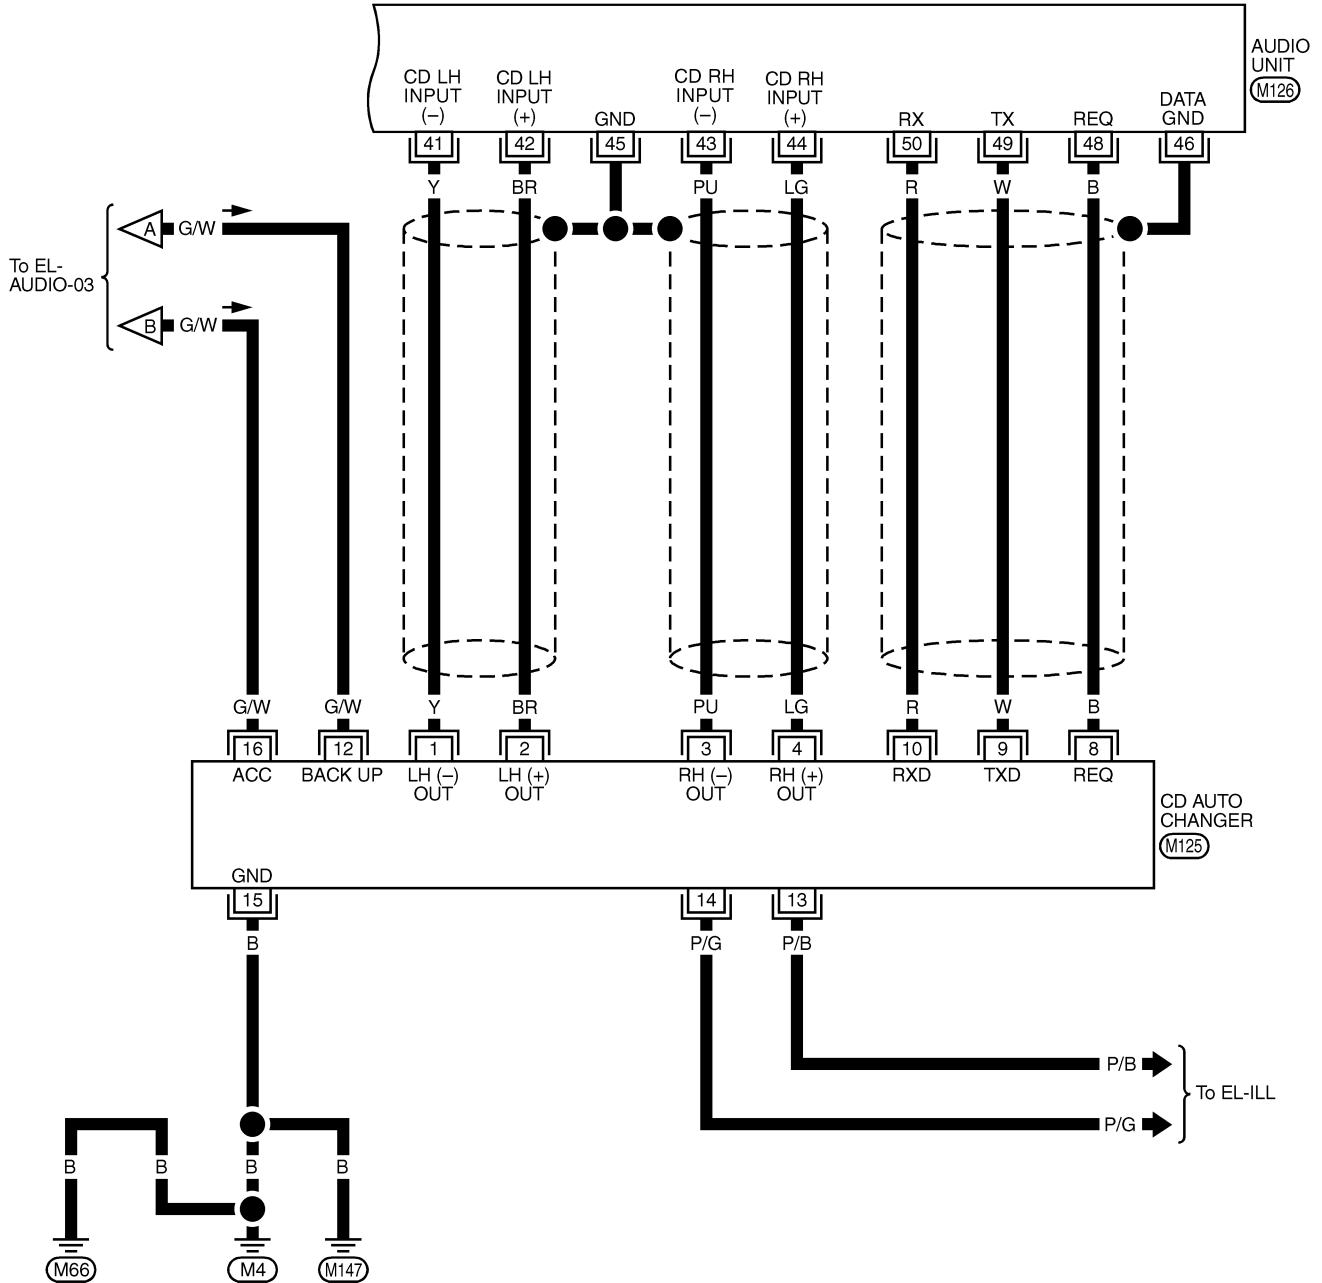 AUDIO
UNIT
M126
CD LH
INPUT
(–)
CD LH
INPUT
(+)
GND
CD RH
INPUT
(–)
CD RH
INPUT
(+)
RX
TX
REQ
DATA
GND
41 42 45 43 44 50 49 48 46
Y BR PU LG R W B
To EL-
AUDIO-03
A G/W
B G/W
G/W G/W Y BR PU LG R W B
16 12 1 2 3 4 10 9 8
ACC
BACK UP
LH (–)
OUT
LH (+)
OUT
RH (–)
OUT
RH (+)
OUT
RXD
TXD
REQ
CD AUTO
CHANGER
M125
GND
15 14 13
B P/G P/B
P/B
P/G
To EL-ILL
B B B B
M66 M4 M147